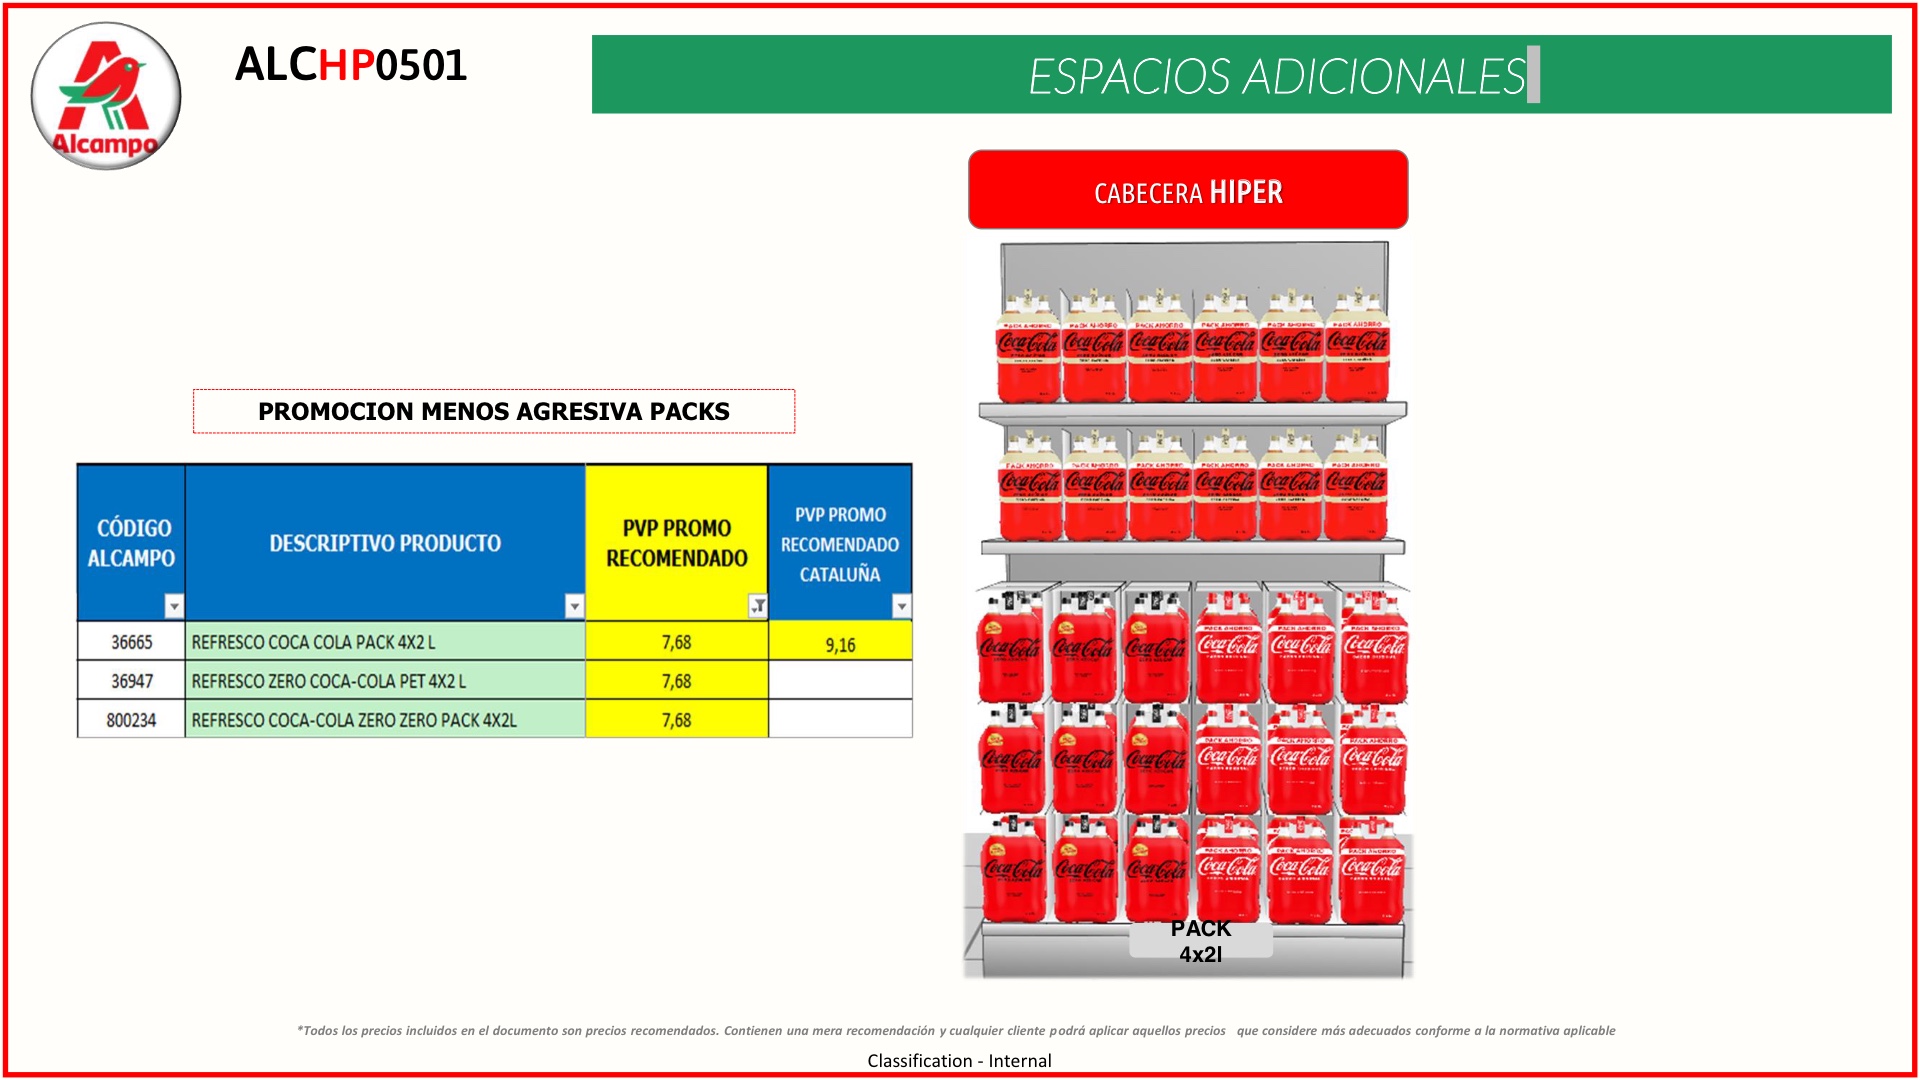 Alcampo
ALCHP0501
ESPACIOS ADICIONALES
CABECERA HIPER
PROMOCION MENOS AGRESIVA PACKS
CÓDIGO ALCAMPO
DESCRIPTIVO PRODUCTO
PVP PROMO RECOMENDADO
PVP PROMO RECOMENDADO CATALUÑA
36665 REFRESCO COCA COLA PACK 4X2 L 7,68 9,16
36947 REFRESCO ZERO COCA-COLA PET 4X2 L 7,68
800234 REFRESCO COCA-COLA ZERO ZERO PACK 4X2L 7,68
PACK AHORRO
Coca-Cola
PACK
4x2l
*Todos los precios incluidos en el documento son precios recomendados. Contienen una mera recomendación y cualquier cliente podrá aplicar aquellos precios que considere más adecuados conforme a la normativa aplicable
Classification - Internal